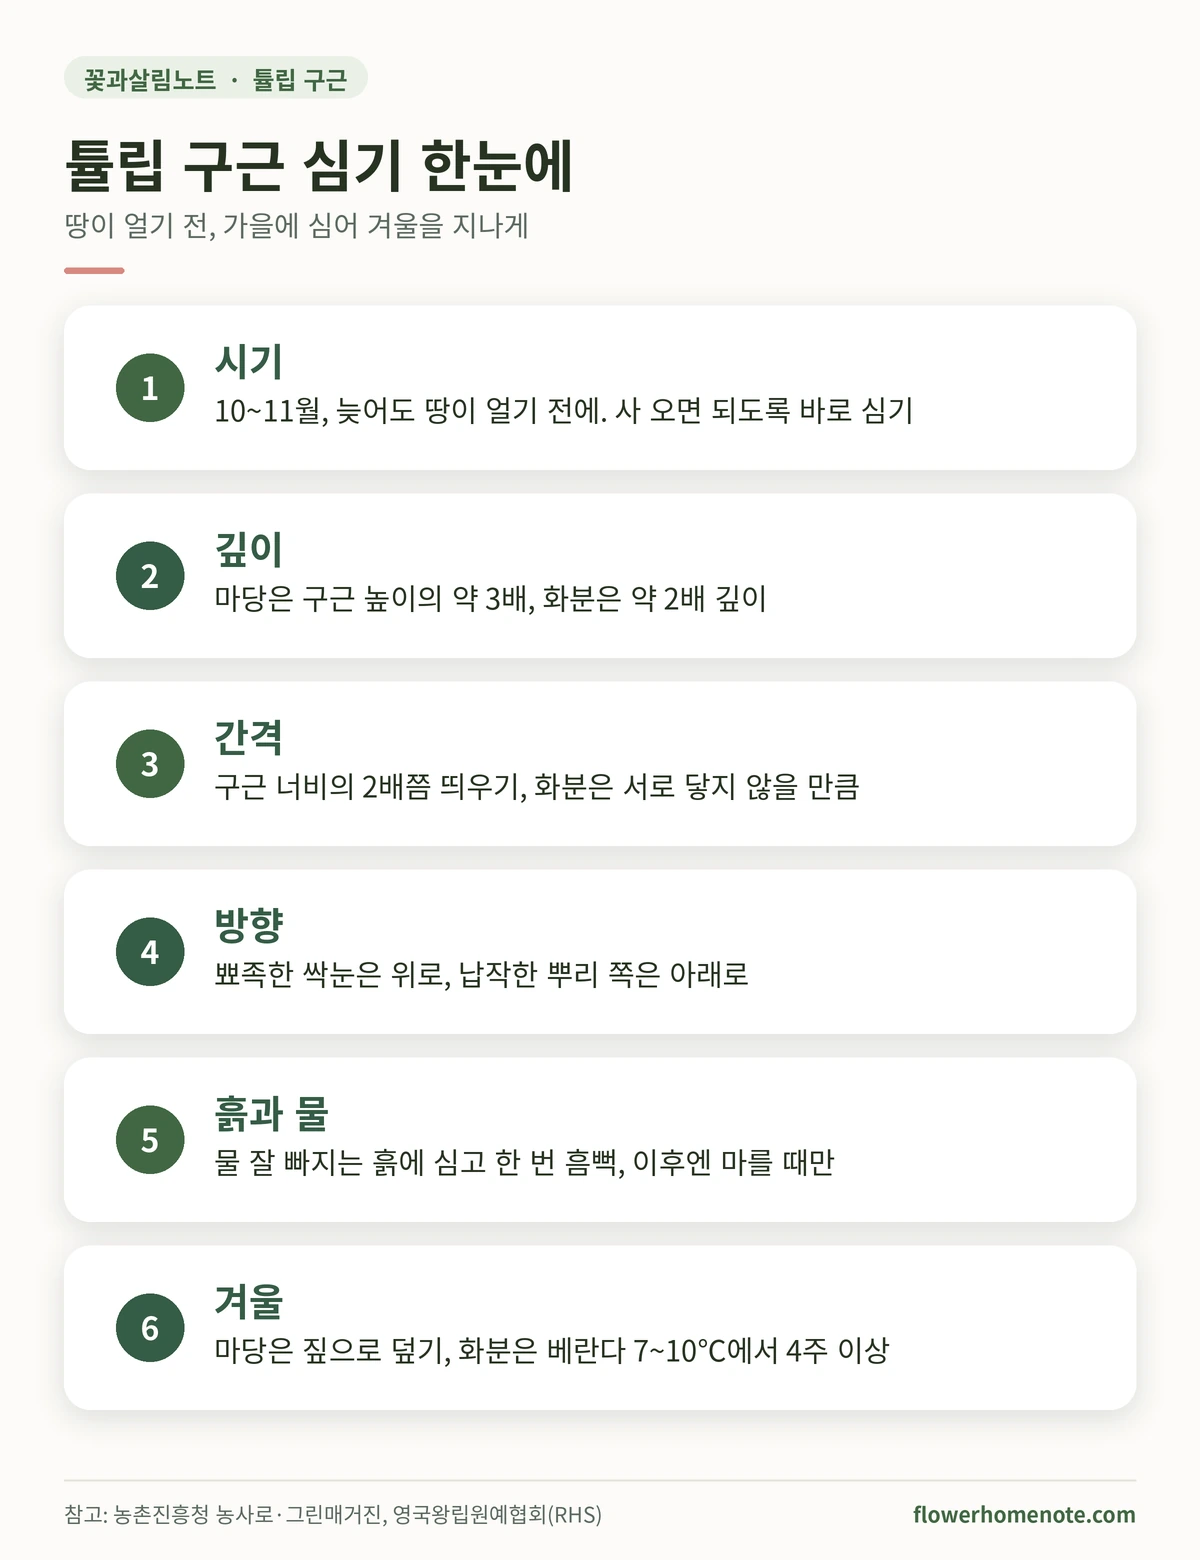 꽃과살림노트 · 튤립 구근
튤립 구근 심기 한눈에
땅이 얼기 전, 가을에 심어 겨울을 지나게
1
시기
10~11월, 늦어도 땅이 얼기 전에. 사 오면 되도록 바로 심기
2
깊이
마당은 구근 높이의 약 3배, 화분은 약 2배 깊이
3
간격
구근 너비의 2배쯤 띄우기, 화분은 서로 닿지 않을 만큼
4
방향
뾰족한 싹눈은 위로, 납작한 뿌리 쪽은 아래로
5
흙과 물
물 잘 빠지는 흙에 심고 한 번 흠뻑, 이후엔 마를 때만
6
겨울
마당은 짚으로 덮기, 화분은 베란다 7~10℃에서 4주 이상
참고: 농촌진흥청 농사로·그린매거진, 영국왕립원예협회(RHS)
flowerhomenote.com